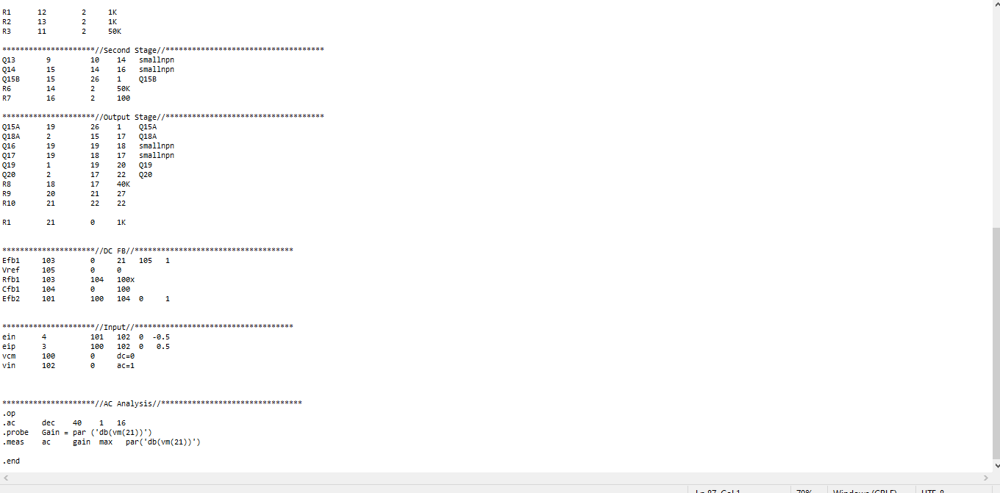 R1 12 2 1K
R2 13 2 1K
R3 11 2 50K
*********************//Second Stage//************************************
Q13 9 10 14 smallnpn
Q14 15 14 16 smallnpn
Q15B 15 26 1 Q15B
R6 14 2 50K
R7 16 2 100
*********************//Output Stage//************************************
Q15A 19 26 1 Q15A
Q18A 2 15 17 Q18A
Q16 19 19 18 smallnpn
Q17 19 18 17 smallnpn
Q19 1 19 20 Q19
Q20 2 17 22 Q20
R8 18 17 40K
R9 20 21 27
R10 21 22 22
R1 21 0 1K
*********************//DC FB//************************************
Efb1 103 0 21 105 1
Vref 105 0 0
Rfb1 103 104 100x
Cfb1 104 0 100
Efb2 101 100 104 0 1
*********************//Input//************************************
ein 4 101 102 0 -0.5
eip 3 100 102 0 0.5
vcm 100 0 dc=0
vin 102 0 ac=1
*********************//AC Analysis//********************************
.op
.ac dec 40 1 16
.probe Gain = par ('db(vm(21))')
.meas ac gain max par('db(vm(21))')
.end
Ln 87, Col 1 70% Windows (CRLF) UTF-8